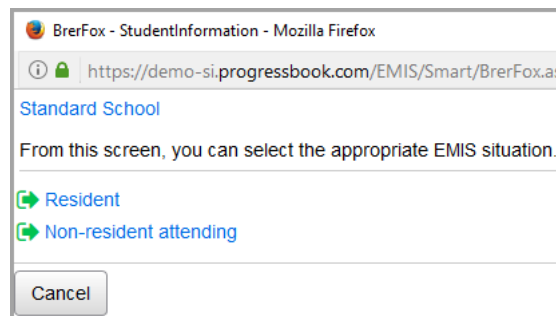 BrerFox - StudentInformation - Mozilla Firefox
https://demo-si.progressbook.com/EMIS/Smart/BrerFox.as
Standard School
From this screen, you can select the appropriate EMIS situation.
Resident
Non-resident attending
Cancel